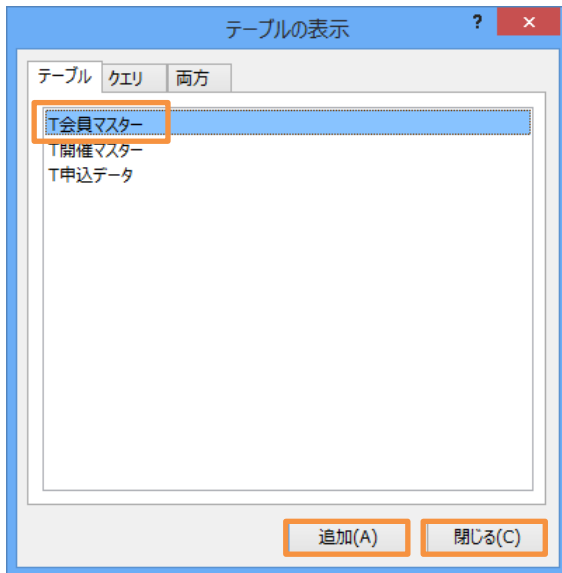 テーブルの表示
?
×
テーブル クエリ 両方
T会員マスター
T開催マスター
T申込データ
追加(A) 閉じる(C)